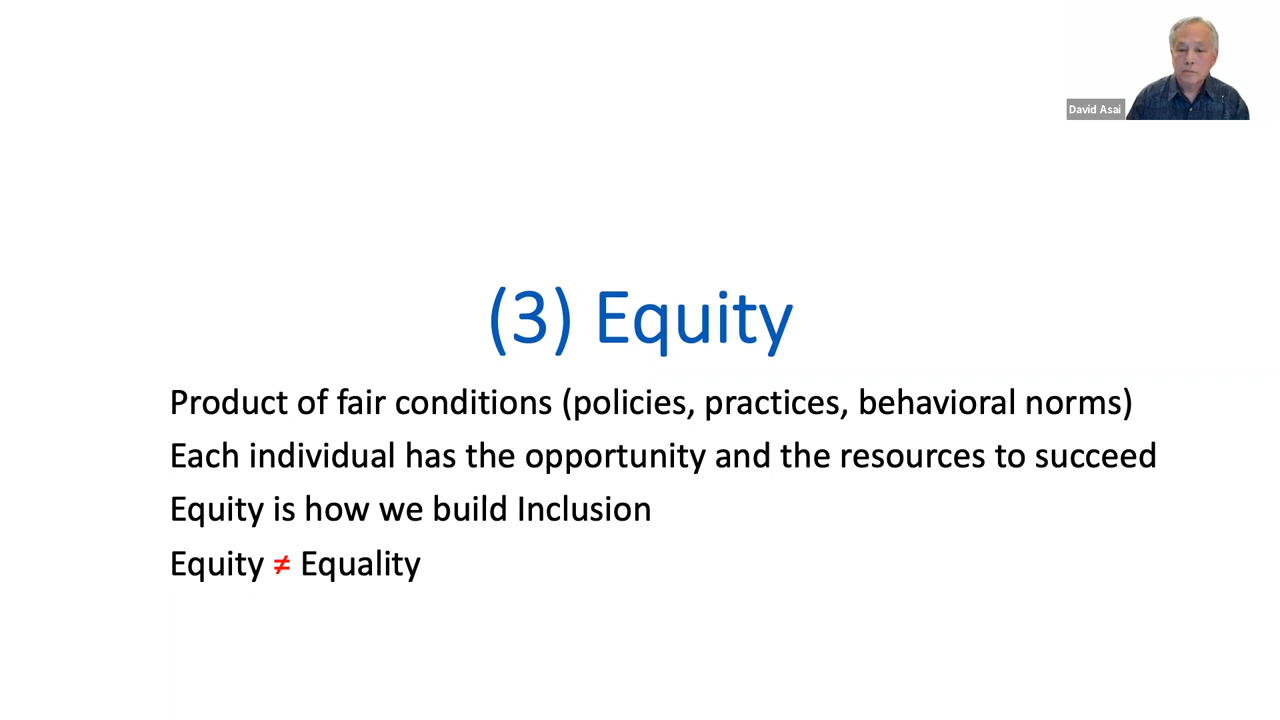 David Asai
(3) Equity
Product of fair conditions (policies, practices, behavioral norms)
Each individual has the opportunity and the resources to succeed
Equity is how we build Inclusion
Equity ≠ Equality